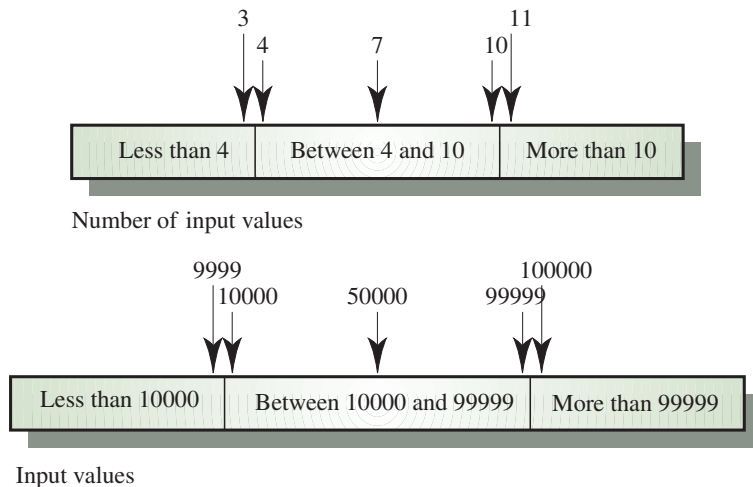 3
11
4
7
10
Less than 4
Between 4 and 10
More than 10
Number of input values
9999
100000
10000
50000
99999
Less than 10000
Between 10000 and 99999
More than 99999
Input values